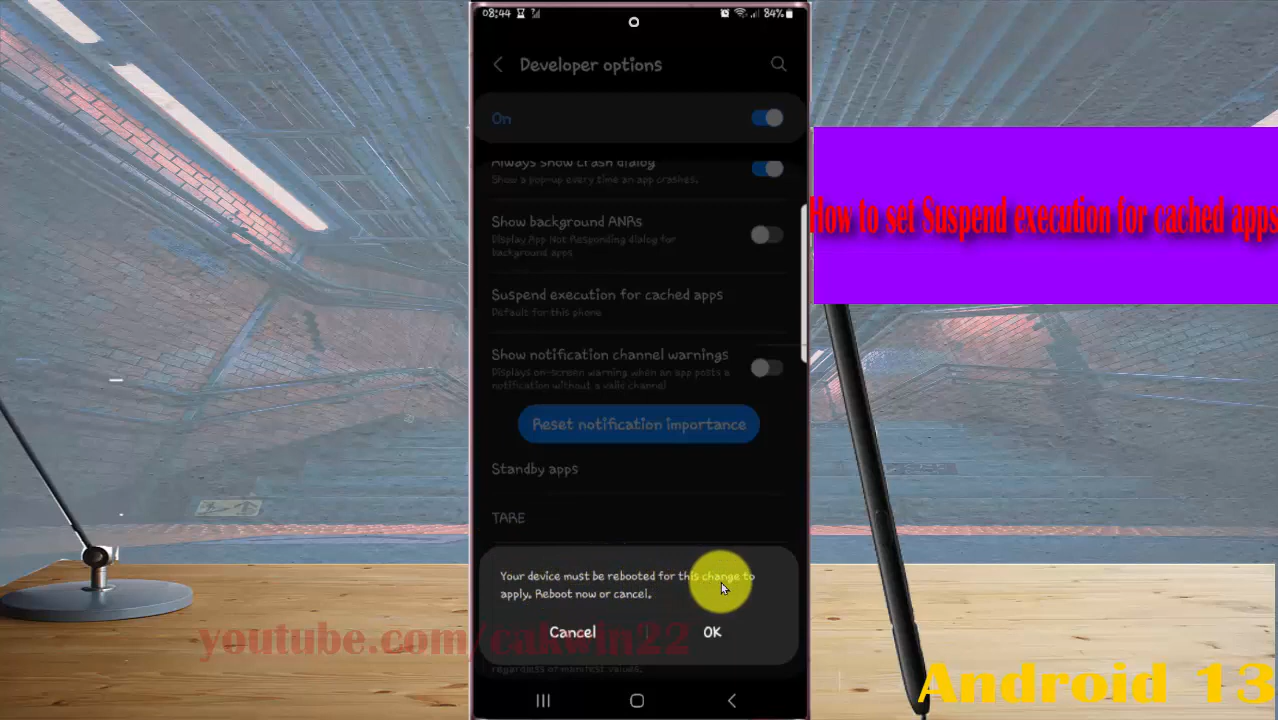 08:44
84%
Developer options
On
Always show crash dialog
Show a pop-up every time an app crashes.
Show background ANRs
Display App Not Responding dialog for
background apps
Suspend execution for cached apps
Default for this phone
Show notification channel warnings
Displays on-screen warning when an app posts a
notification without a valid channel
Reset notification importance
Standby apps
TARE
Your device must be rebooted for this change to
apply. Reboot now or cancel.
Cancel
OK
regardless of manifest values.
How to set Suspend execution for cached apps
youtube.com/cakwin22
Android 13